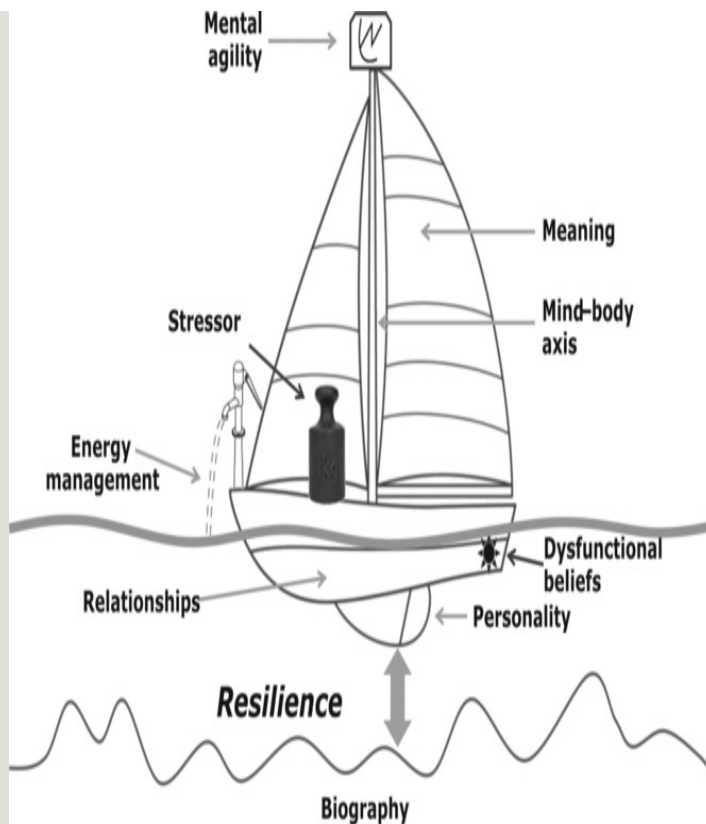 Mental
agility
Meaning
Mind-body
axis
Stressor
Energy
management
Dysfunctional
beliefs
Relationships
Personality
Resilience
Biography